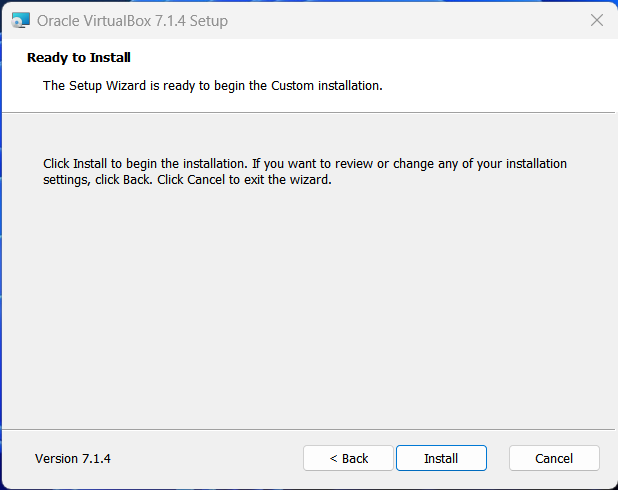 Oracle VirtualBox 7.1.4 Setup
Ready to Install
The Setup Wizard is ready to begin the Custom installation.
Click Install to begin the installation. If you want to review or change any of your installation
settings, click Back. Click Cancel to exit the wizard.
Version 7.1.4
< Back
Install
Cancel